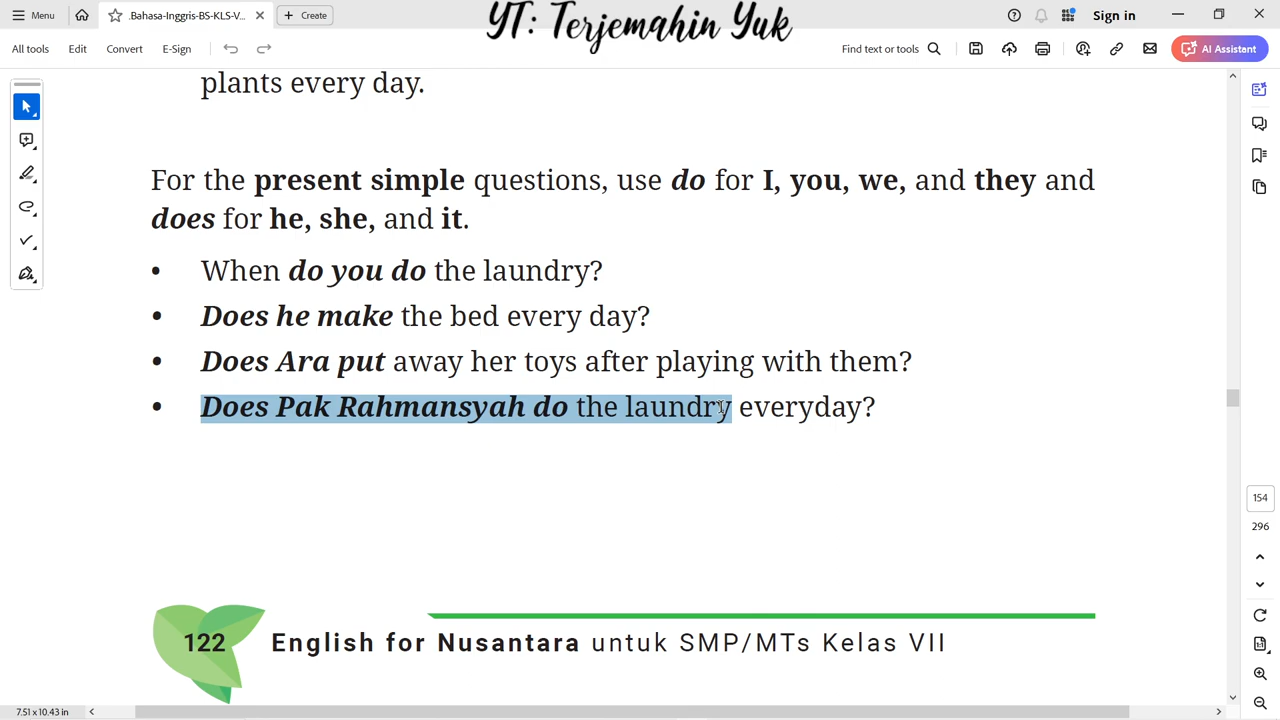 Menu
.Bahasa-Inggris-BS-KLS-V...
Create
YT: Terjemahin Yuk
Sign in
All tools
Edit
Convert
E-Sign
Find text or tools
AI Assistant
plants every day.
For the present simple questions, use do for I, you, we, and they and
does for he, she, and it.
• When do you do the laundry?
• Does he make the bed every day?
• Does Ara put away her toys after playing with them?
• Does Pak Rahmansyah do the laundry everyday?
154
296
122 English for Nusantara untuk SMP/MTs Kelas VII
7.51 x 10.43 in